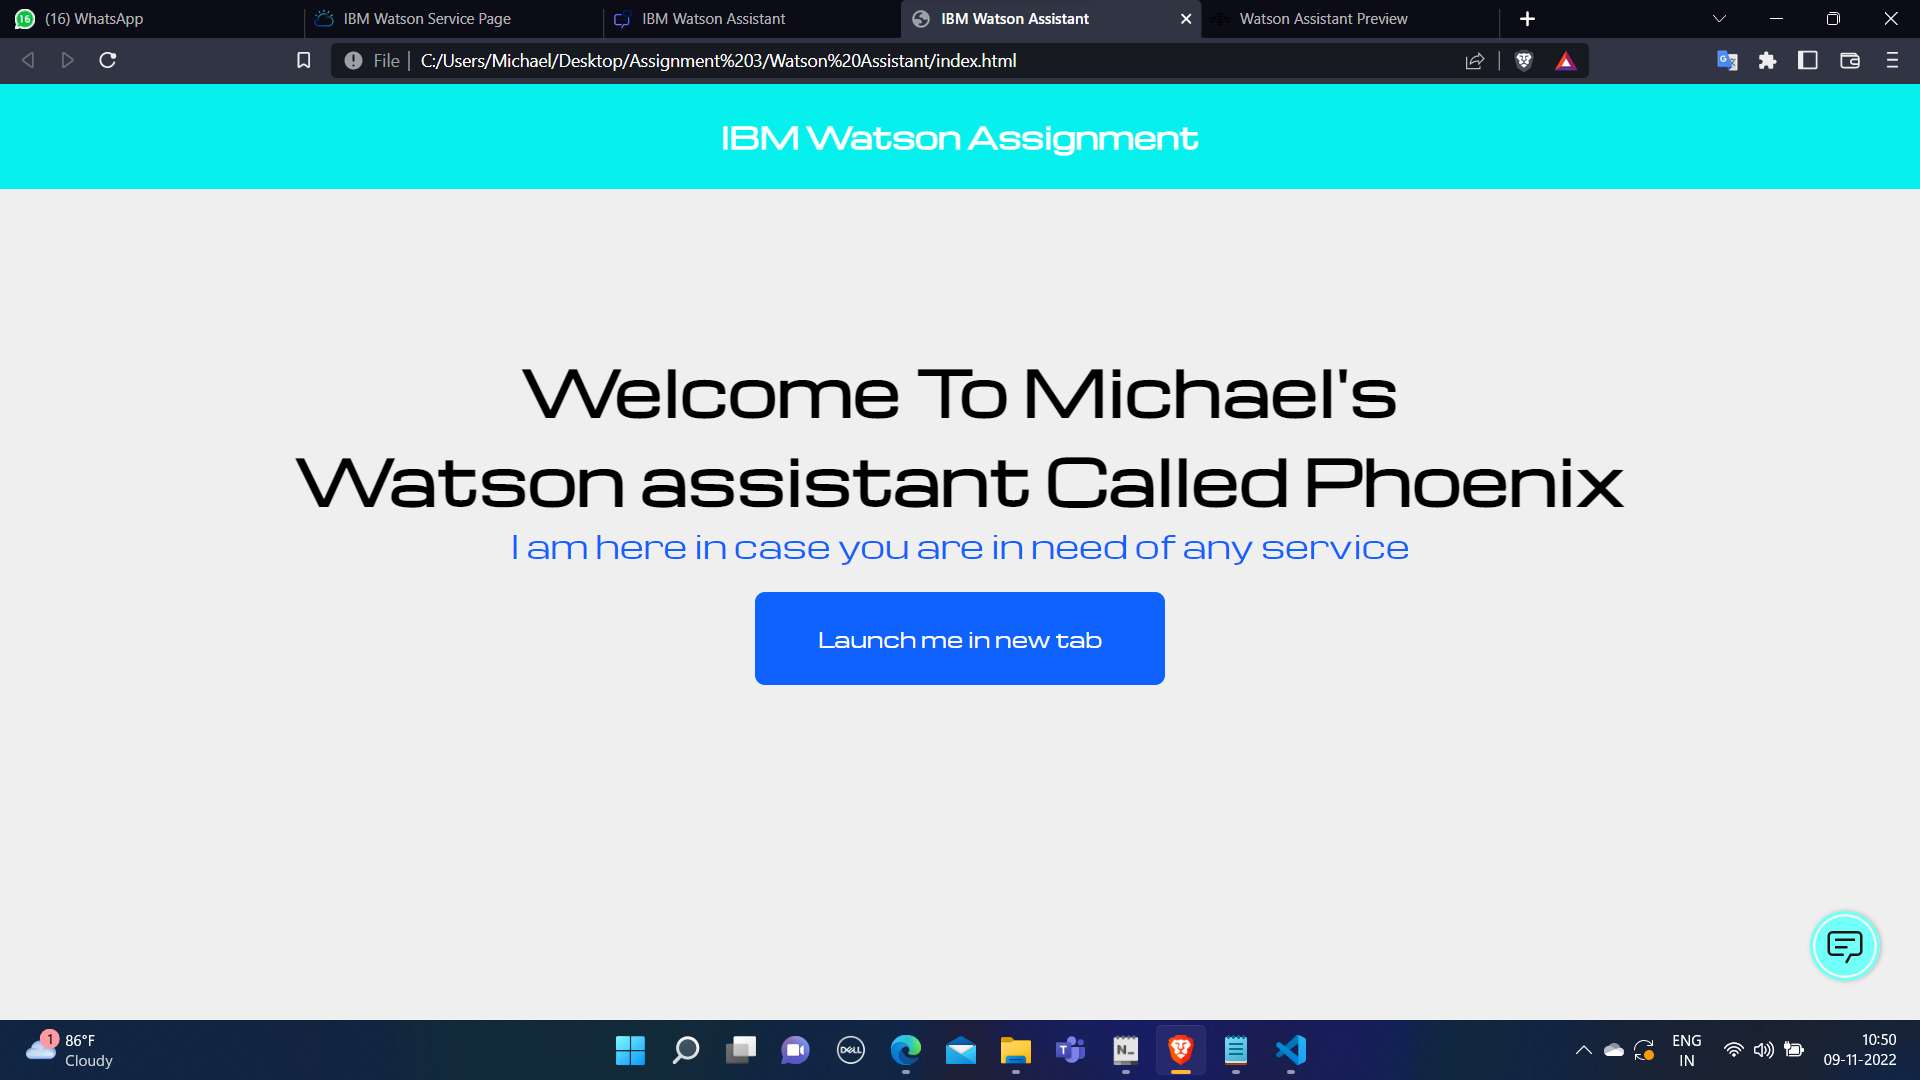 16 (16) WhatsApp
IBM Watson Service Page
IBM Watson Assistant
IBM Watson Assistant
Watson Assistant Preview
File
C:/Users/Michael/Desktop/Assignment%203/Watson%20Assistant/index.html
IBM Watson Assignment
Welcome To Michael's
Watson assistant Called Phoenix
I am here in case you are in need of any service
Launch me in new tab
1
86°F
Cloudy
DELL
T
N
ENG
IN
10:50
09-11-2022